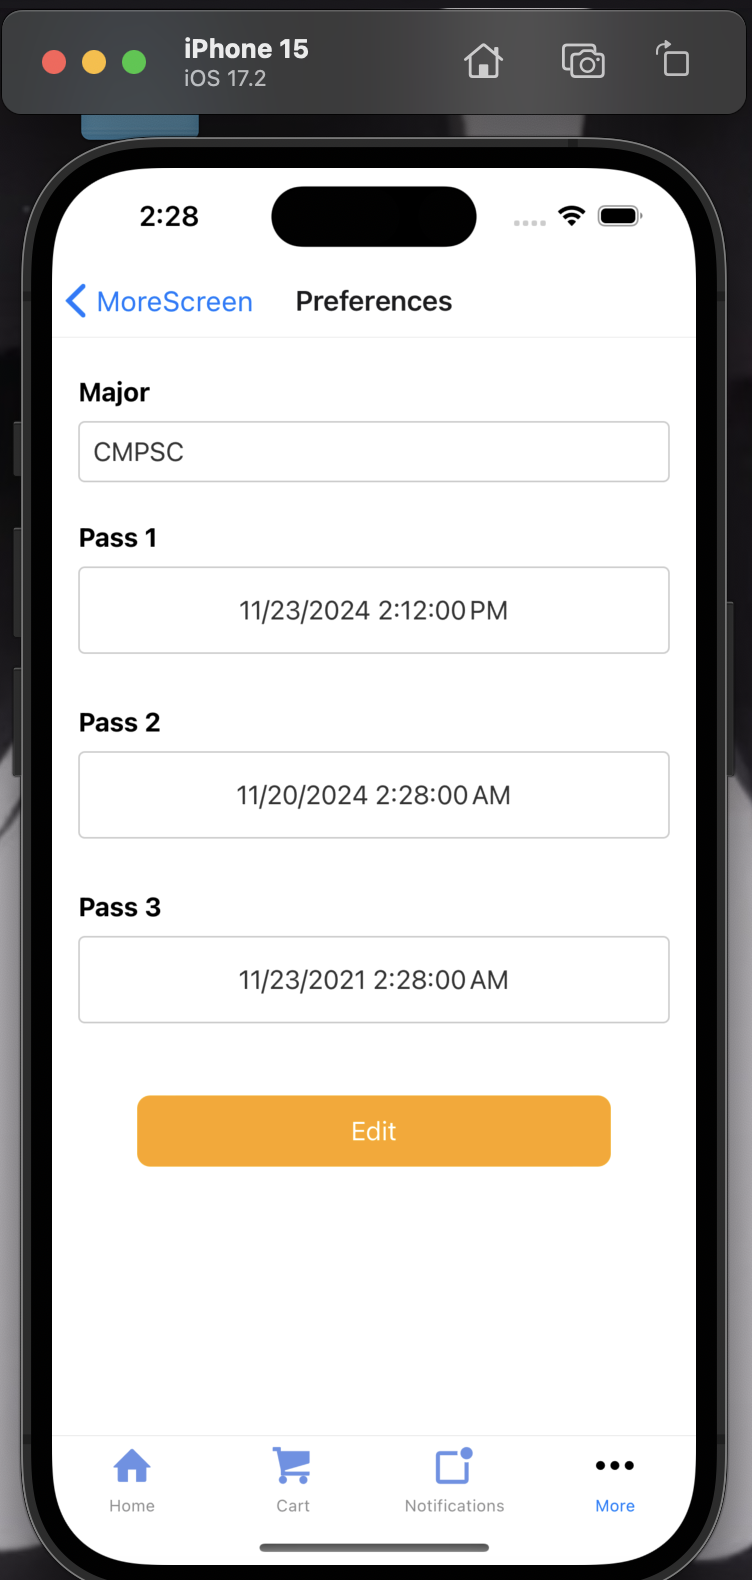 iPhone 15
iOS 17.2
2:28
MoreScreen Preferences
Major
CMPSC
Pass 1
11/23/2024 2:12:00 PM
Pass 2
11/20/2024 2:28:00 AM
Pass 3
11/23/2021 2:28:00 AM
Edit
Home Cart Notifications More